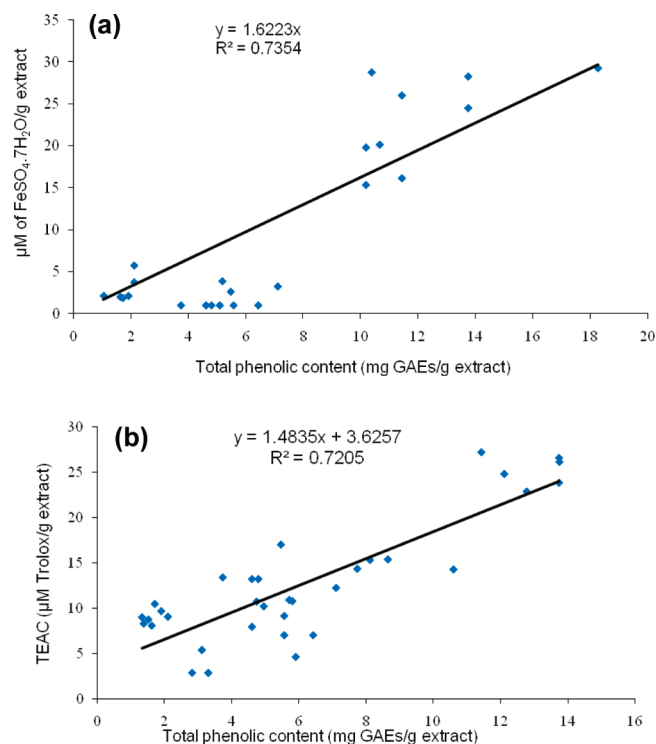 (a)
y = 1.6223x
R² = 0.7354
35
30
25
20
15
10
5
0
µM of FeSO₄.7H₂O/g extract
0 2 4 6 8 10 12 14 16 18 20
Total phenolic content (mg GAEs/g extract)
(b)
y = 1.4835x + 3.6257
R² = 0.7205
30
25
20
15
10
5
0
TEAC (µM Trolox/g extract)
0 2 4 6 8 10 12 14 16
Total phenolic content (mg GAEs/g extract)